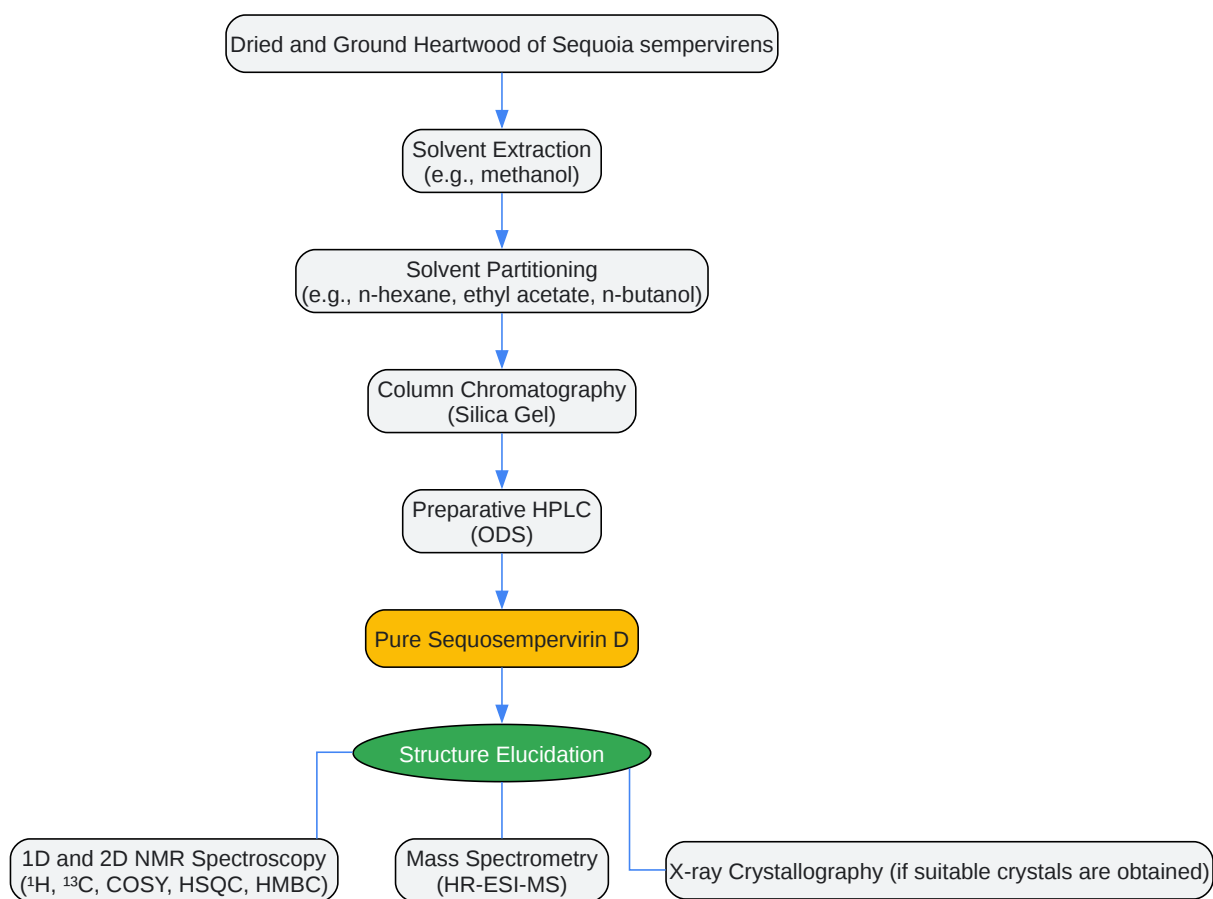 Dried and Ground Heartwood of Sequoia sempervirens
Solvent Extraction
(e.g., methanol)
Solvent Partitioning
(e.g., n-hexane, ethyl acetate, n-butanol)
Column Chromatography
(Silica Gel)
Preparative HPLC
(ODS)
Pure Sequosempervirin D
Structure Elucidation
1D and 2D NMR Spectroscopy
(¹H, ¹³C, COSY, HSQC, HMBC)
Mass Spectrometry
(HR-ESI-MS)
X-ray Crystallography (if suitable crystals are obtained)